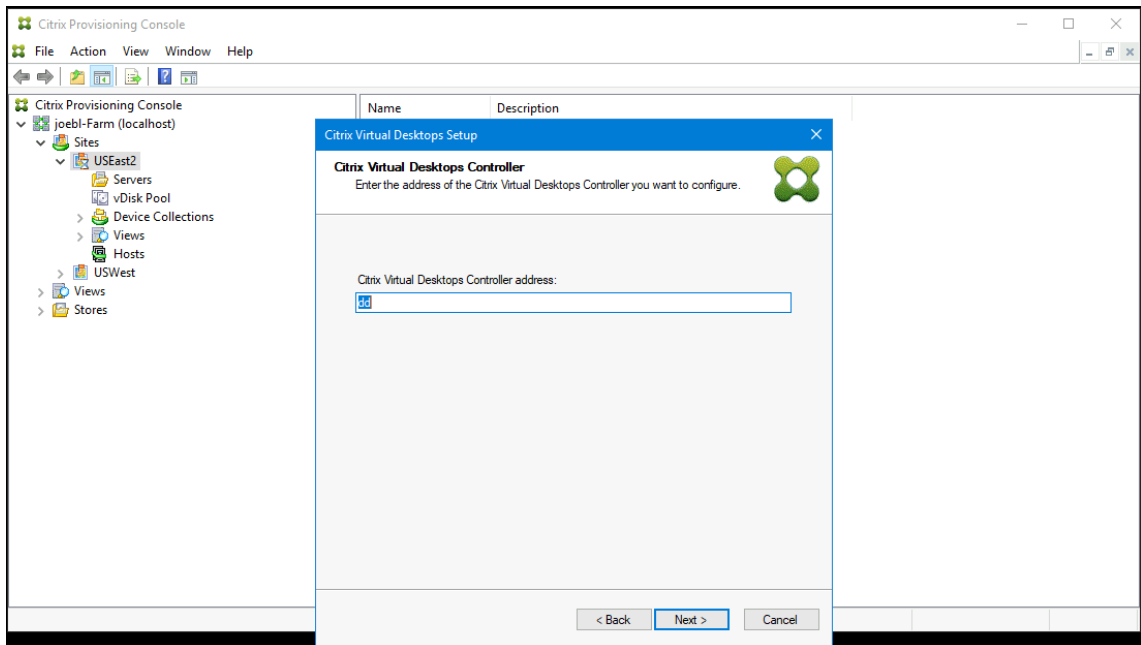 Citrix Provisioning Console
File Action View Window Help
Citrix Provisioning Console
joebl-Farm (localhost)
Sites
USEast2
Servers
vDisk Pool
Device Collections
Views
Hosts
USWest
Views
Stores
Name Description
Citrix Virtual Desktops Setup
Citrix Virtual Desktops Controller
Enter the address of the Citrix Virtual Desktops Controller you want to configure.
Citrix Virtual Desktops Controller address:
dd
< Back Next > Cancel